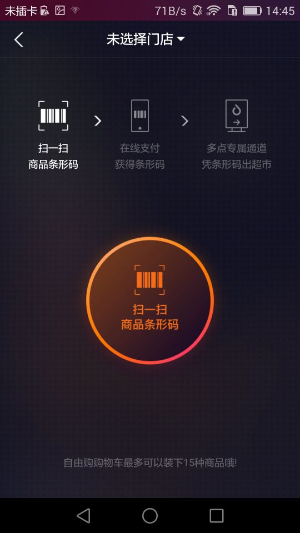 未插卡 71B/s 14:45
未选择门店
扫一扫
商品条形码
在线支付
获得条形码
多点专属通道
凭条形码出超市
扫一扫
商品条形码
自由购购物车最多可以装下15种商品哦!